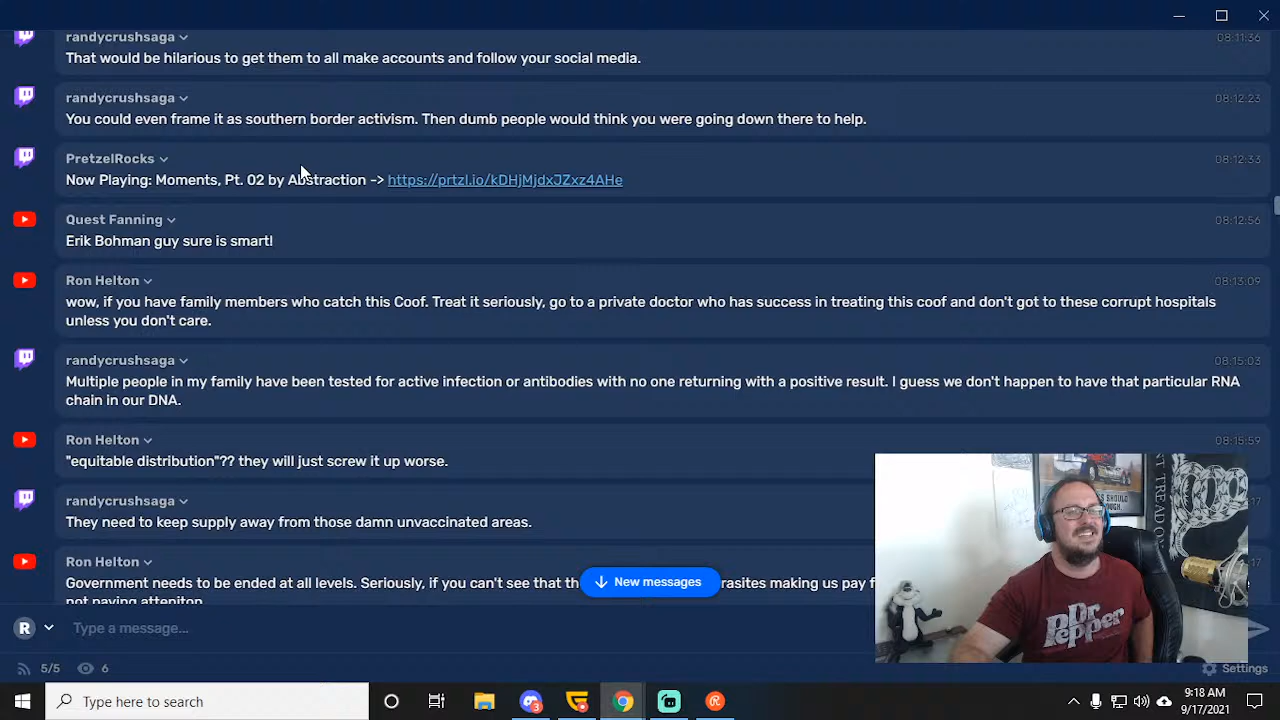 randycrushsaga
08:11:36
That would be hilarious to get them to all make accounts and follow your social media.
randycrushsaga
08:12:23
You could even frame it as southern border activism. Then dumb people would think you were going down there to help.
PretzelRocks
08:12:33
Now Playing: Moments, Pt. 02 by Abstraction -> https://prtzl.io/kDHjMjdxJZxz4AHe
Quest Fanning
08:12:56
Erik Bohman guy sure is smart!
Ron Helton
08:13:09
wow, if you have family members who catch this Coof. Treat it seriously, go to a private doctor who has success in treating this coof and don't got to these corrupt hospitals
unless you don't care.
randycrushsaga
08:15:03
Multiple people in my family have been tested for active infection or antibodies with no one returning with a positive result. I guess we don't happen to have that particular RNA
chain in our DNA.
Ron Helton
08:15:59
"equitable distribution"?? they will just screw it up worse.
randycrushsaga
They need to keep supply away from those damn unvaccinated areas.
Ron Helton
Government needs to be ended at all levels. Seriously, if you can't see that
New messages
making us pay
not paying atteniton
R
Type a message...
5/5
6
Settings
Dr
Pepper
Type here to search
3
9:18 AM
9/17/2021